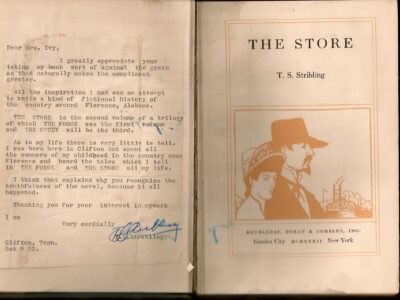 Dear Mrs, Ivy,
I greatly appreciate your
taking my book sort of against the grain
as that naturally makes the compliment
greater.
All the inspiration I had was an attempt
to write a kind of fictional history of
the country around Florence, Alabama.
THE STORE is the second volume of a trilogy
of which THE FORGE was the first volume
and THE STUDY will be the third.
As to my life there is very little to tell.
I was born here in Clifton but spent all
the summers of my childhood in the country near
Florence and heard the tales which I tell
in THE FORGE and THE STORE all my life.
I think that explains why you recognize the
truthfulness of the novel, because it all
happened.
Thanking you for your interest in mywork
I am
Very cordially
TSStribling
Stribling
Clifton, Tenn.
Oct 9 32.
THE STORE
T. S. Stribling
DOUBLEDAY, DORAN & COMPANY, INC.
Garden City MCMXXXII New York